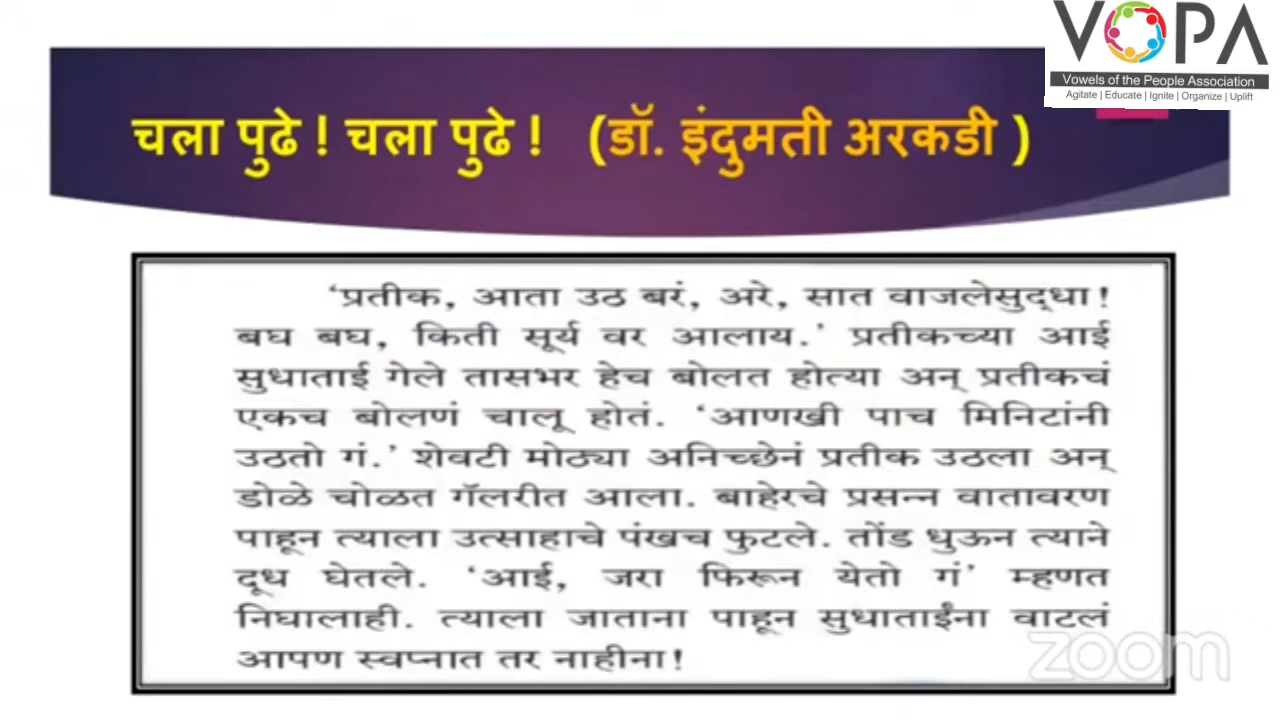 VOPA
Vowels of the People Association
Agitate | Educate | Ignite | Organize | Uplift
चला पुढे ! चला पुढे ! (डॉ. इंदुमती अरकडी )
‘प्रतीक, आता उठ बरं, अरे, सात वाजलेसुद्धा!
बघ बघ, किती सूर्य वर आलाय.’ प्रतीकच्या आई
सुधाताई गेले तासभर हेच बोलत होत्या अन् प्रतीकचं
एकच बोलणं चालू होतं. ‘आणखी पाच मिनिटांनी
उठतो गं.’ शेवटी मोठ्या अनिच्छेनं प्रतीक उठला अन्
डोळे चोळत गॅलरीत आला. बाहेरचे प्रसन्न वातावरण
पाहून त्याला उत्साहाचे पंखच फुटले. तोंड धुऊन त्याने
दूध घेतले. ‘आई, जरा फिरून येतो गं’ म्हणत
निघालाही. त्याला जाताना पाहून सुधाताईंना वाटलं
आपण स्वप्नात तर नाहीना!
zoom